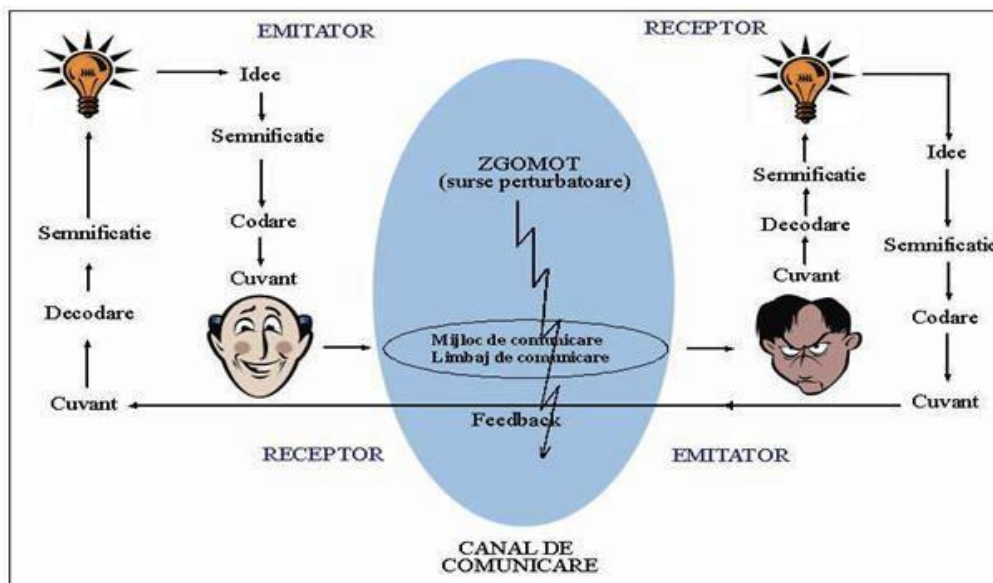 EMITATOR
RECEPTOR
Idee
Semnificatie
Codare
Cuvant
Semnificatie
Decodare
Cuvant
ZGOMOT
(surse perturbatoare)
Mijloc de comunicare
Limbaj de comunicare
Feedback
Semnificatie
Decodare
Cuvant
Idee
Semnificatie
Codare
Cuvant
RECEPTOR
EMITATOR
CANAL DE
COMUNICARE